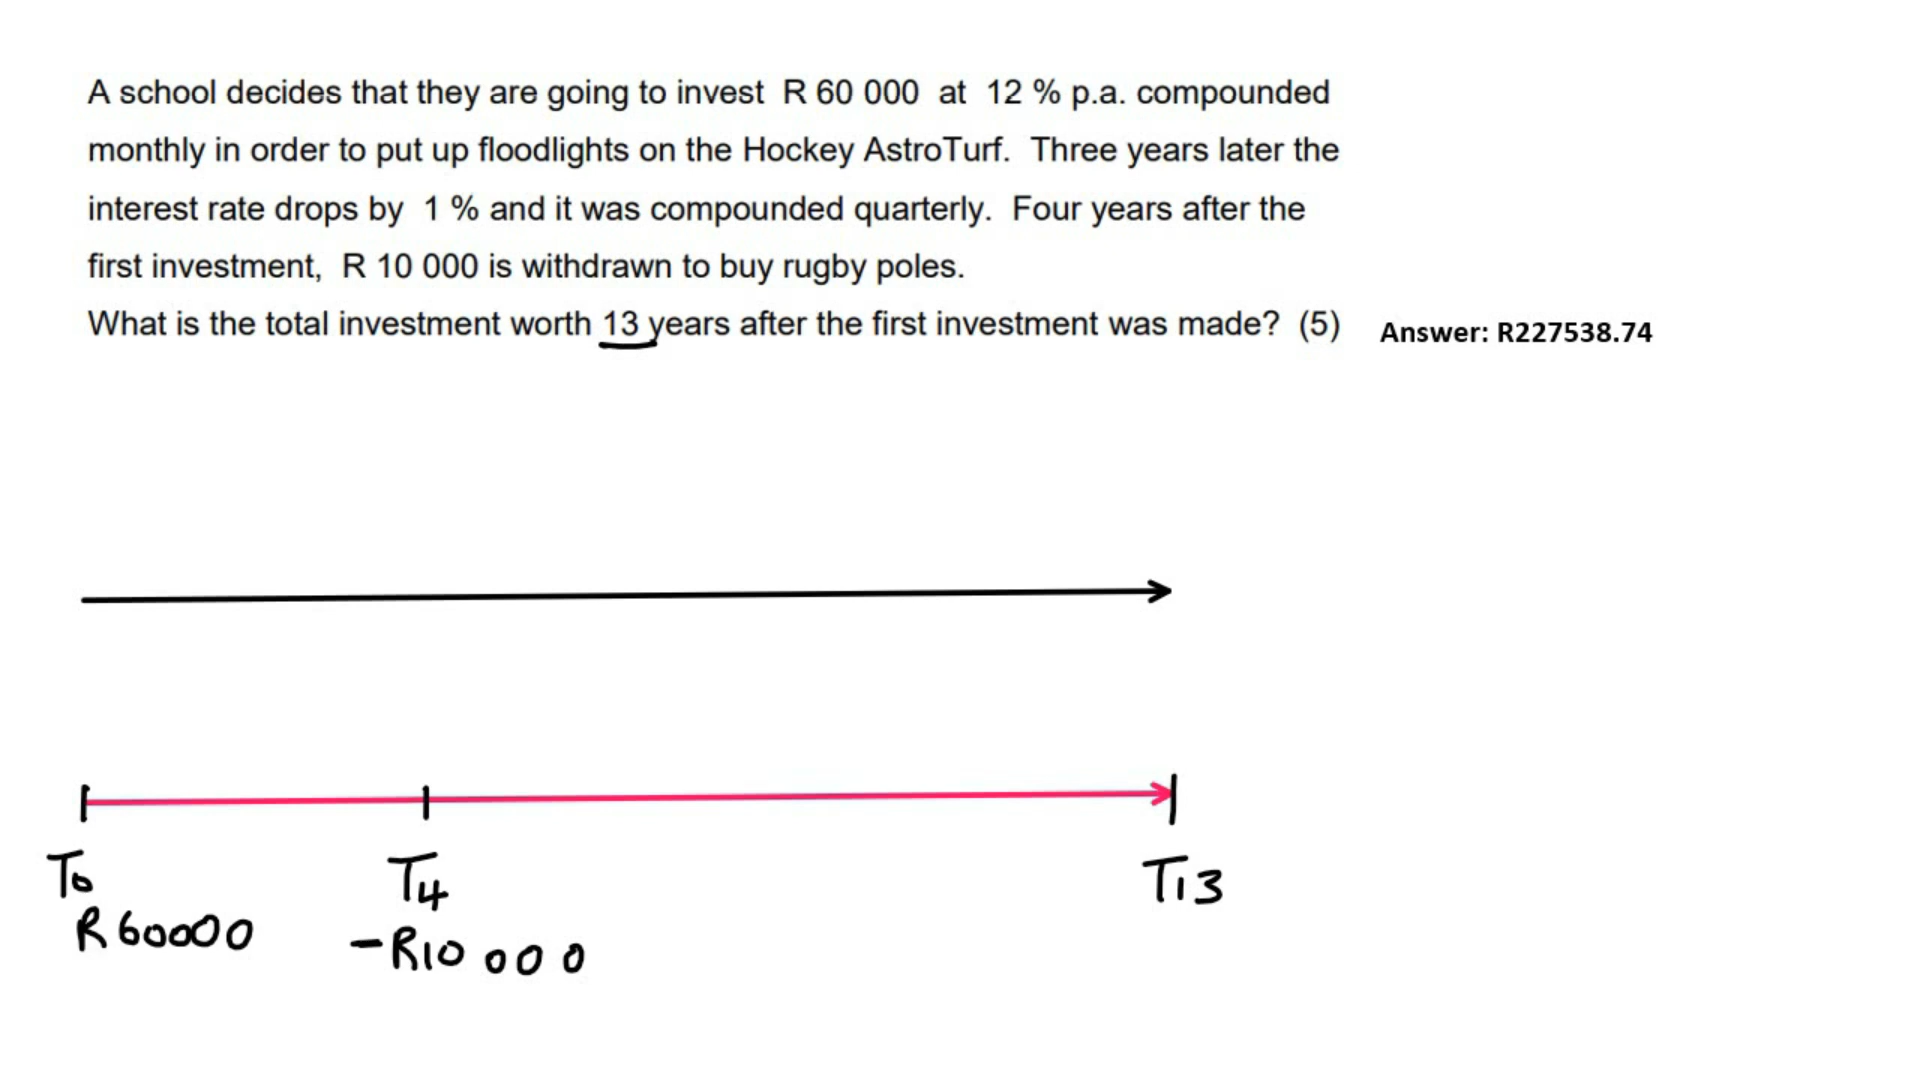 A school decides that they are going to invest R 60 000 at 12 % p.a. compounded
monthly in order to put up floodlights on the Hockey AstroTurf. Three years later the
interest rate drops by 1 % and it was compounded quarterly. Four years after the
first investment, R 10 000 is withdrawn to buy rugby poles.
What is the total investment worth 13 years after the first investment was made? (5) Answer: R227538.74
T0 T4 T13
R60000 -R10 000